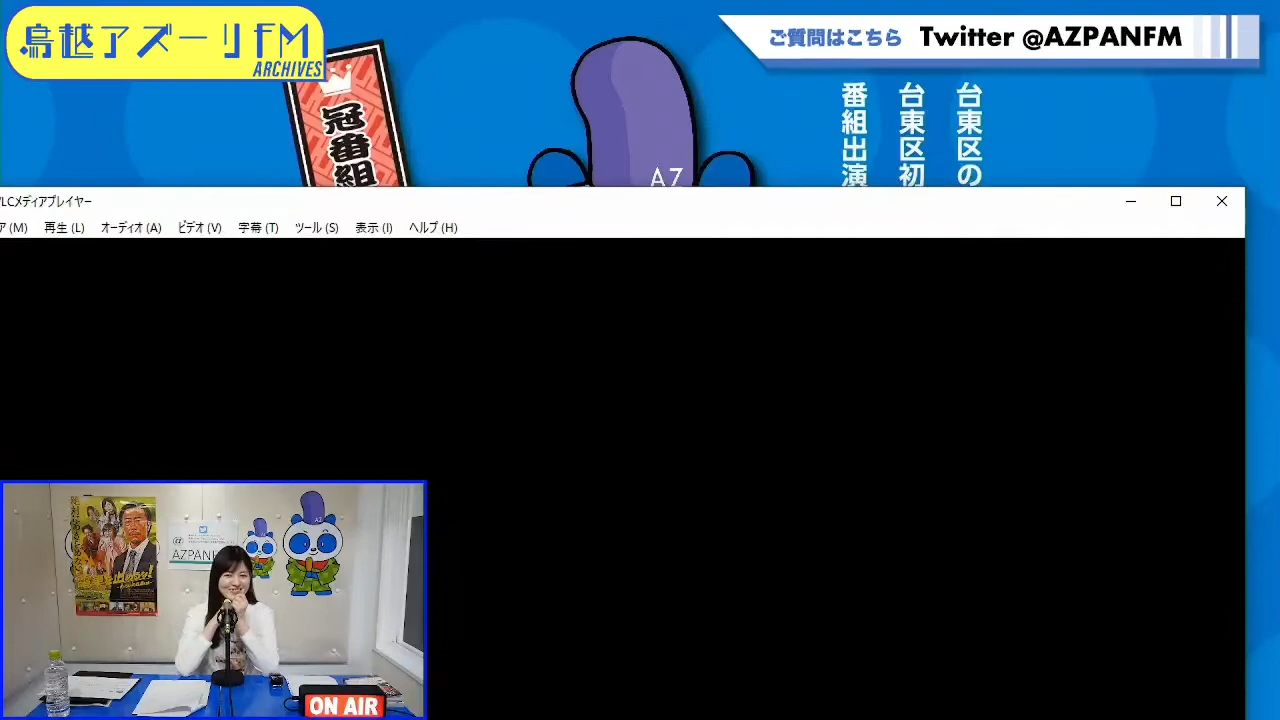 鳥越アズーリFM
ARCHIVES
ご質問はこちら Twitter @AZPANFM
冠番組
台東区の
台東区初
番組出演
AZ
LCメディアプレイヤー
ア (M) 再生 (L) オーディオ (A) ビデオ (V) 字幕 (T) ツール (S) 表示 (I) ヘルプ (H)
@
AZPAN
AZ
ON AIR